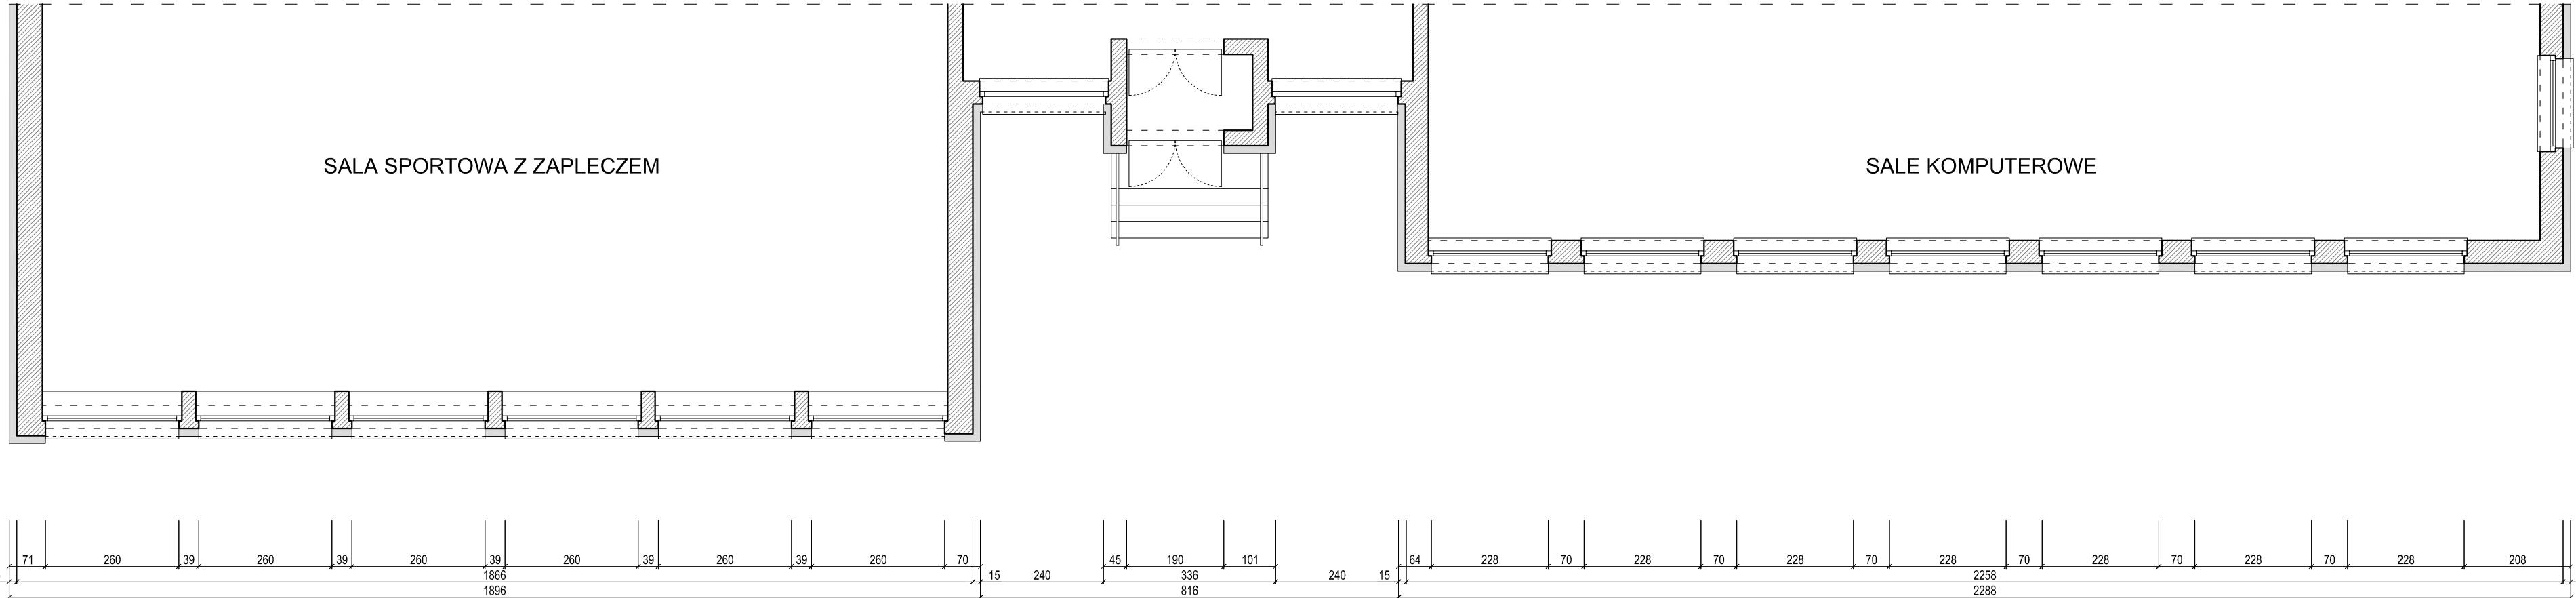 SALA SPORTOWA Z ZAPLECZEM
SALE KOMPUTEROWE
71 260 39 260 39 260 39 260 39 260 39 260 70 45 190 101 64 228 70 228 70 228 70 228 70 228 70 228 70 228 208
1866 15 240 336 240 15 2258
1896 816 2288